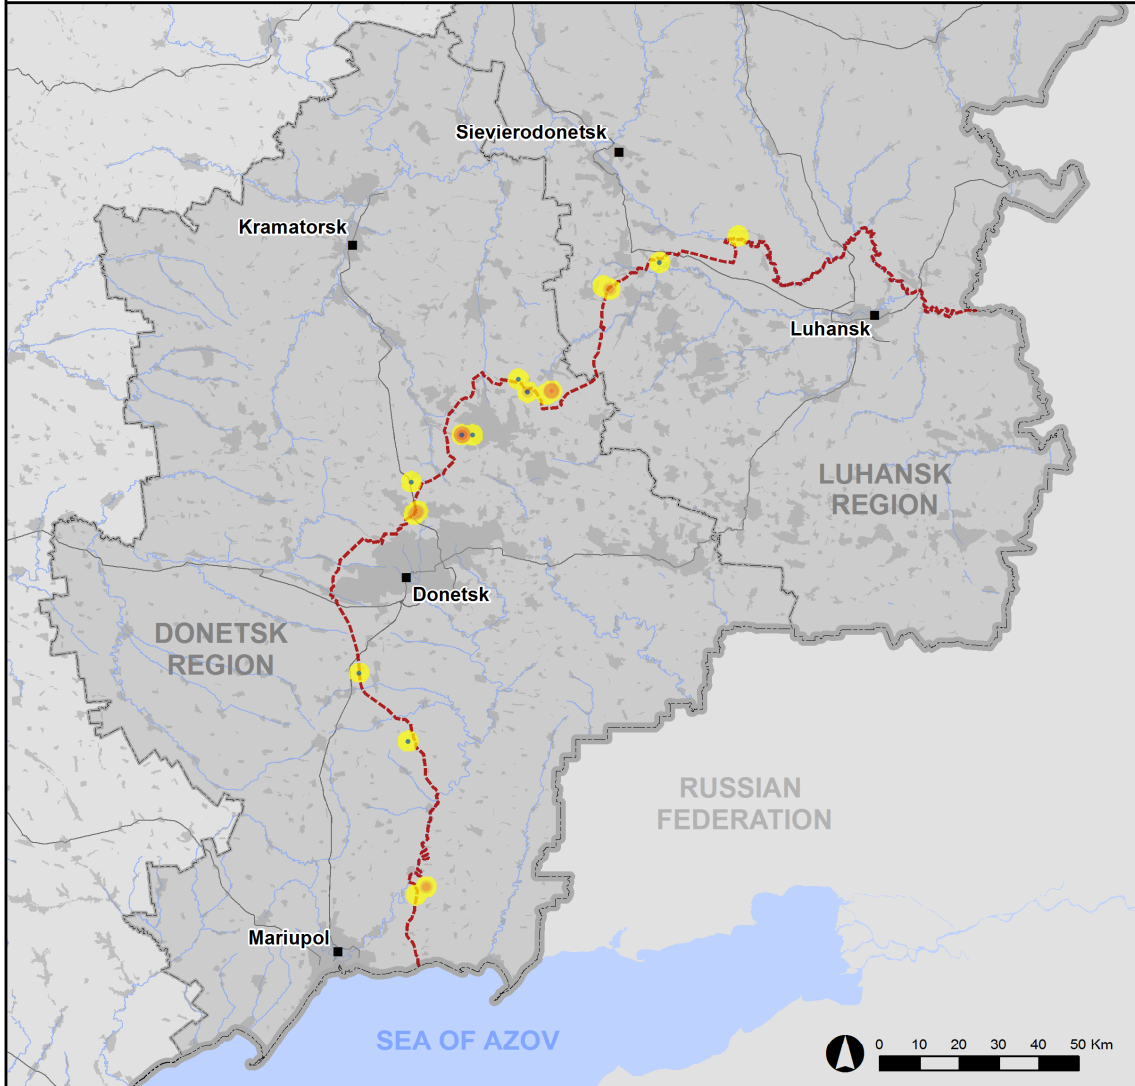 Sievierodonetsk
Kramatorsk
Luhansk
LUHANSK
REGION
Donetsk
DONETSK
REGION
RUSSIAN
FEDERATION
Mariupol
SEA OF AZOV
0 10 20 30 40 50 Km